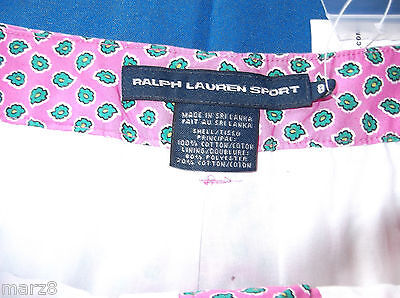 RALPH LAUREN SPORT
8
MADE IN SRI LANKA
FAIT AU SRI LANKA
SHELL/TISSU
PRINCIPAL:
100% COTTON/COTON
LINING/DOUBLURE:
80% POLYESTER
20% COTTON/COTON
marz8